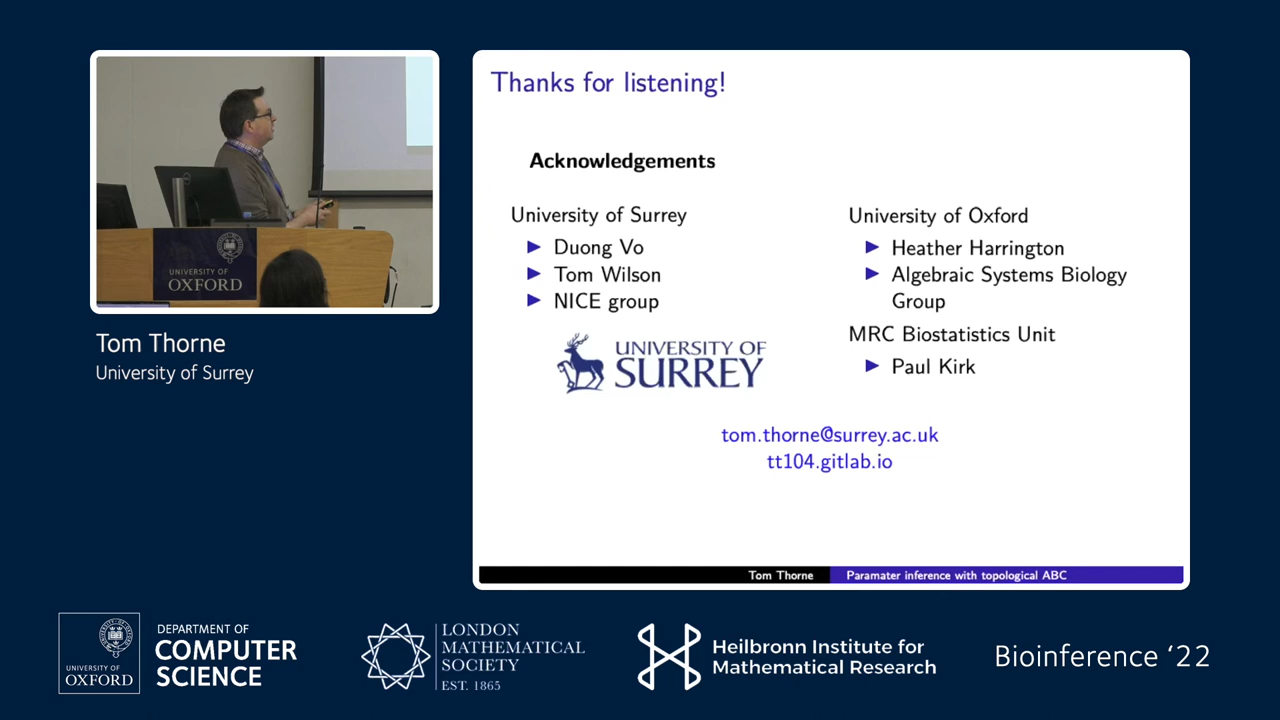 UNIVERSITY OF
OXFORD
Tom Thorne
University of Surrey
Thanks for listening!
Acknowledgements
University of Surrey
Duong Vo
Tom Wilson
NICE group
UNIVERSITY OF
SURREY
University of Oxford
Heather Harrington
Algebraic Systems Biology
Group
MRC Biostatistics Unit
Paul Kirk
tom.thorne@surrey.ac.uk
tt104.gitlab.io
Tom Thorne
Paramater inference with topological ABC
UNIVERSITY OF
OXFORD
DEPARTMENT OF
COMPUTER
SCIENCE
LONDON
MATHEMATICAL
SOCIETY
EST. 1865
Heilbronn Institute for
Mathematical Research
Bioinference ‘22